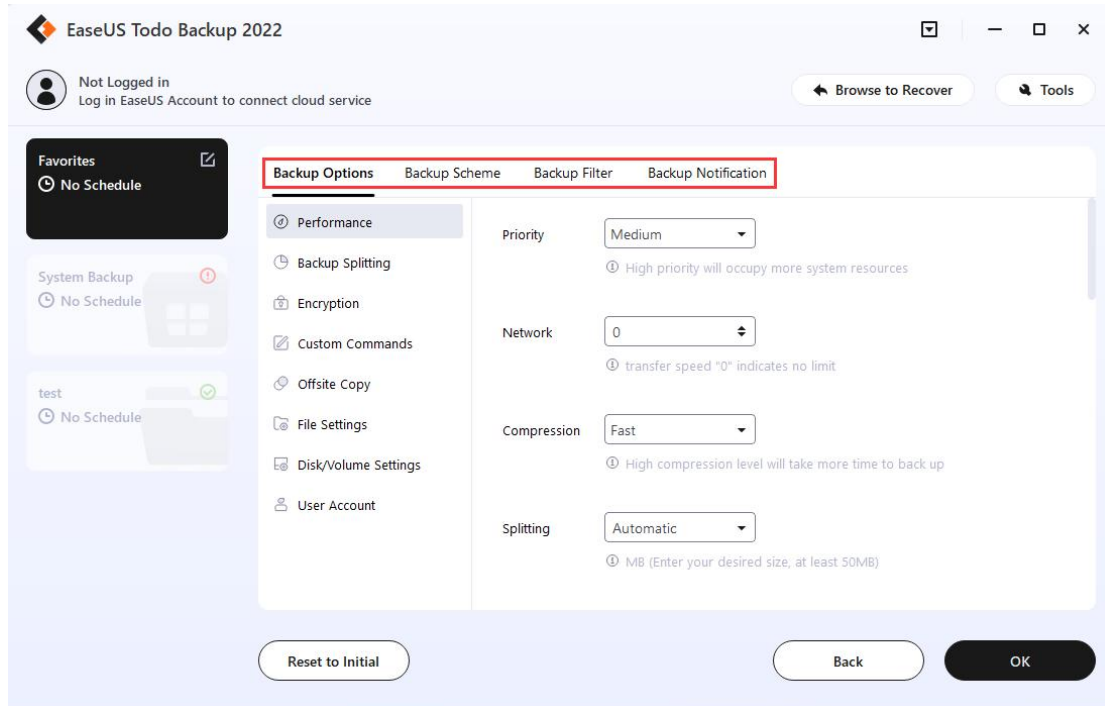 EaseUS Todo Backup 2022
Not Logged in
Log in EaseUS Account to connect cloud service
Browse to Recover
Tools
Favorites
No Schedule
System Backup
No Schedule
test
No Schedule
Backup Options
Backup Scheme
Backup Filter
Backup Notification
Performance
Backup Splitting
Encryption
Custom Commands
Offsite Copy
File Settings
Disk/Volume Settings
User Account
Priority
Medium
High priority will occupy more system resources
Network
0
transfer speed "0" indicates no limit
Compression
Fast
High compression level will take more time to back up
Splitting
Automatic
MB (Enter your desired size, at least 50MB)
Reset to Initial
Back
OK